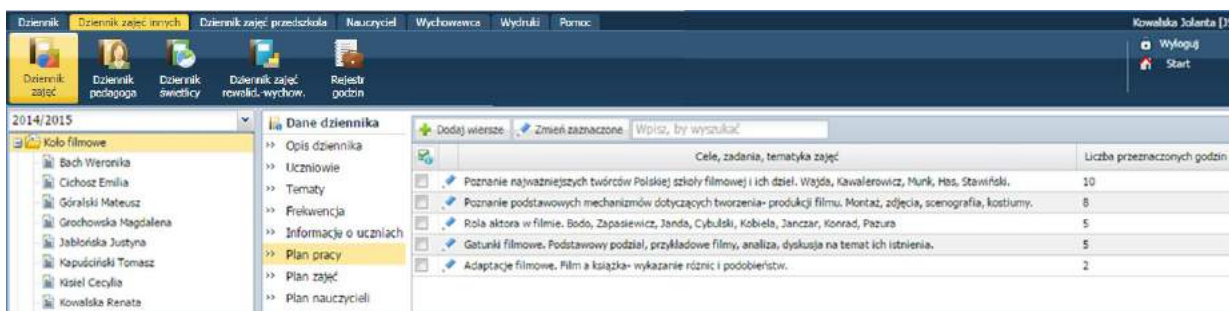 Dziennik Dziennik zajęć innych Dziennik zajęć przedszkola Nauczyciel Wychowawca Wydruki Pomoc Kowalska Jolanta
Dziennik zajęć
Dziennik pedagoga
Dziennik świetlicy
Dziennik zajęć rewalid.-wychow.
Rejestr godzin
Wyloguj
Start
2014/2015
Koło filmowe
Bach Weronika
Cichosz Emilia
Góralski Mateusz
Grochowska Magdalena
Jabłońska Justyna
Kapuściński Tomasz
Kisiel Cecylia
Kowalska Renata
Dane dziennika
Opis dziennika
Uczniowie
Tematy
Frekwencja
Informacje o uczniach
Plan pracy
Plan zajęć
Plan nauczycieli
Dodaj wiersze Zmień zaznaczone Wpisz, by wyszukać
Cele, zadania, tematyka zajęć Liczba przeznaczonych godzin
Poznanie najważniejszych twórców Polskiej szkoły filmowej i ich dzieł. Wajda, Kawalerowicz, Munk, Has, Stawiński. 10
Poznanie podstawowych mechanizmów dotyczących tworzenia- produkcji filmu. Montaż, zdjęcia, scenografia, kostiumy. 8
Rola aktora w filmie. Bodo, Zapasiewicz, Janda, Cybulski, Kobiela, Janczar, Konrad, Pazura 5
Gatunki filmowe. Podstawowy podział, przykładowe filmy, analiza, dyskusja na temat ich istnienia. 5
Adaptacje filmowe. Film a książka- wykazanie różnic i podobieństw. 2